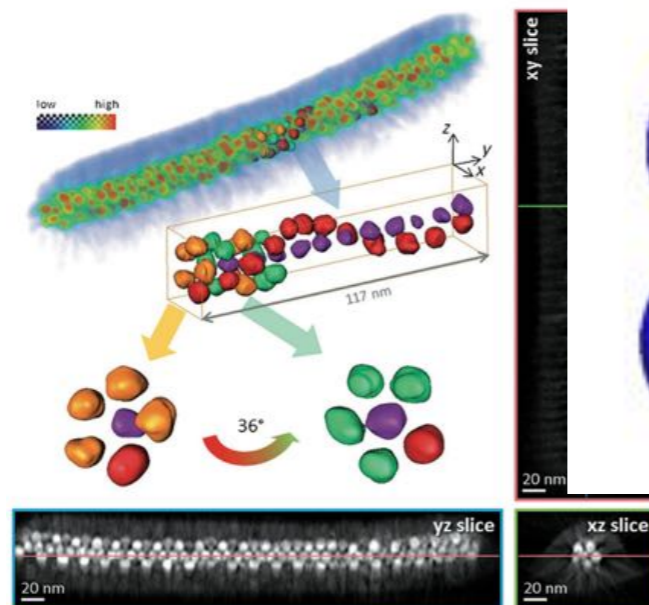 low high
z
y
x
117 nm
36°
xy slice
20 nm
yz slice
20 nm
xz slice
20 nm